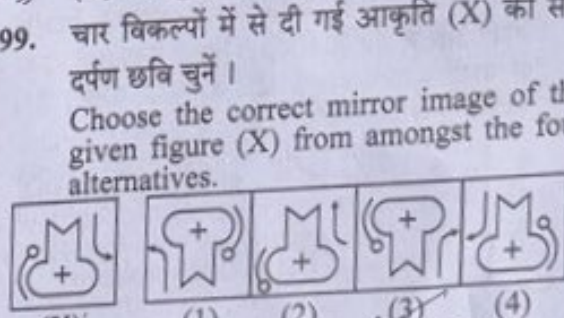 99. चार विकल्पों में से दी गई आकृति (X) की
दर्पण छवि चुनें ।
Choose the correct mirror image of
given figure (X) from amongst the
alternatives.
(1) (2) (3) (4)